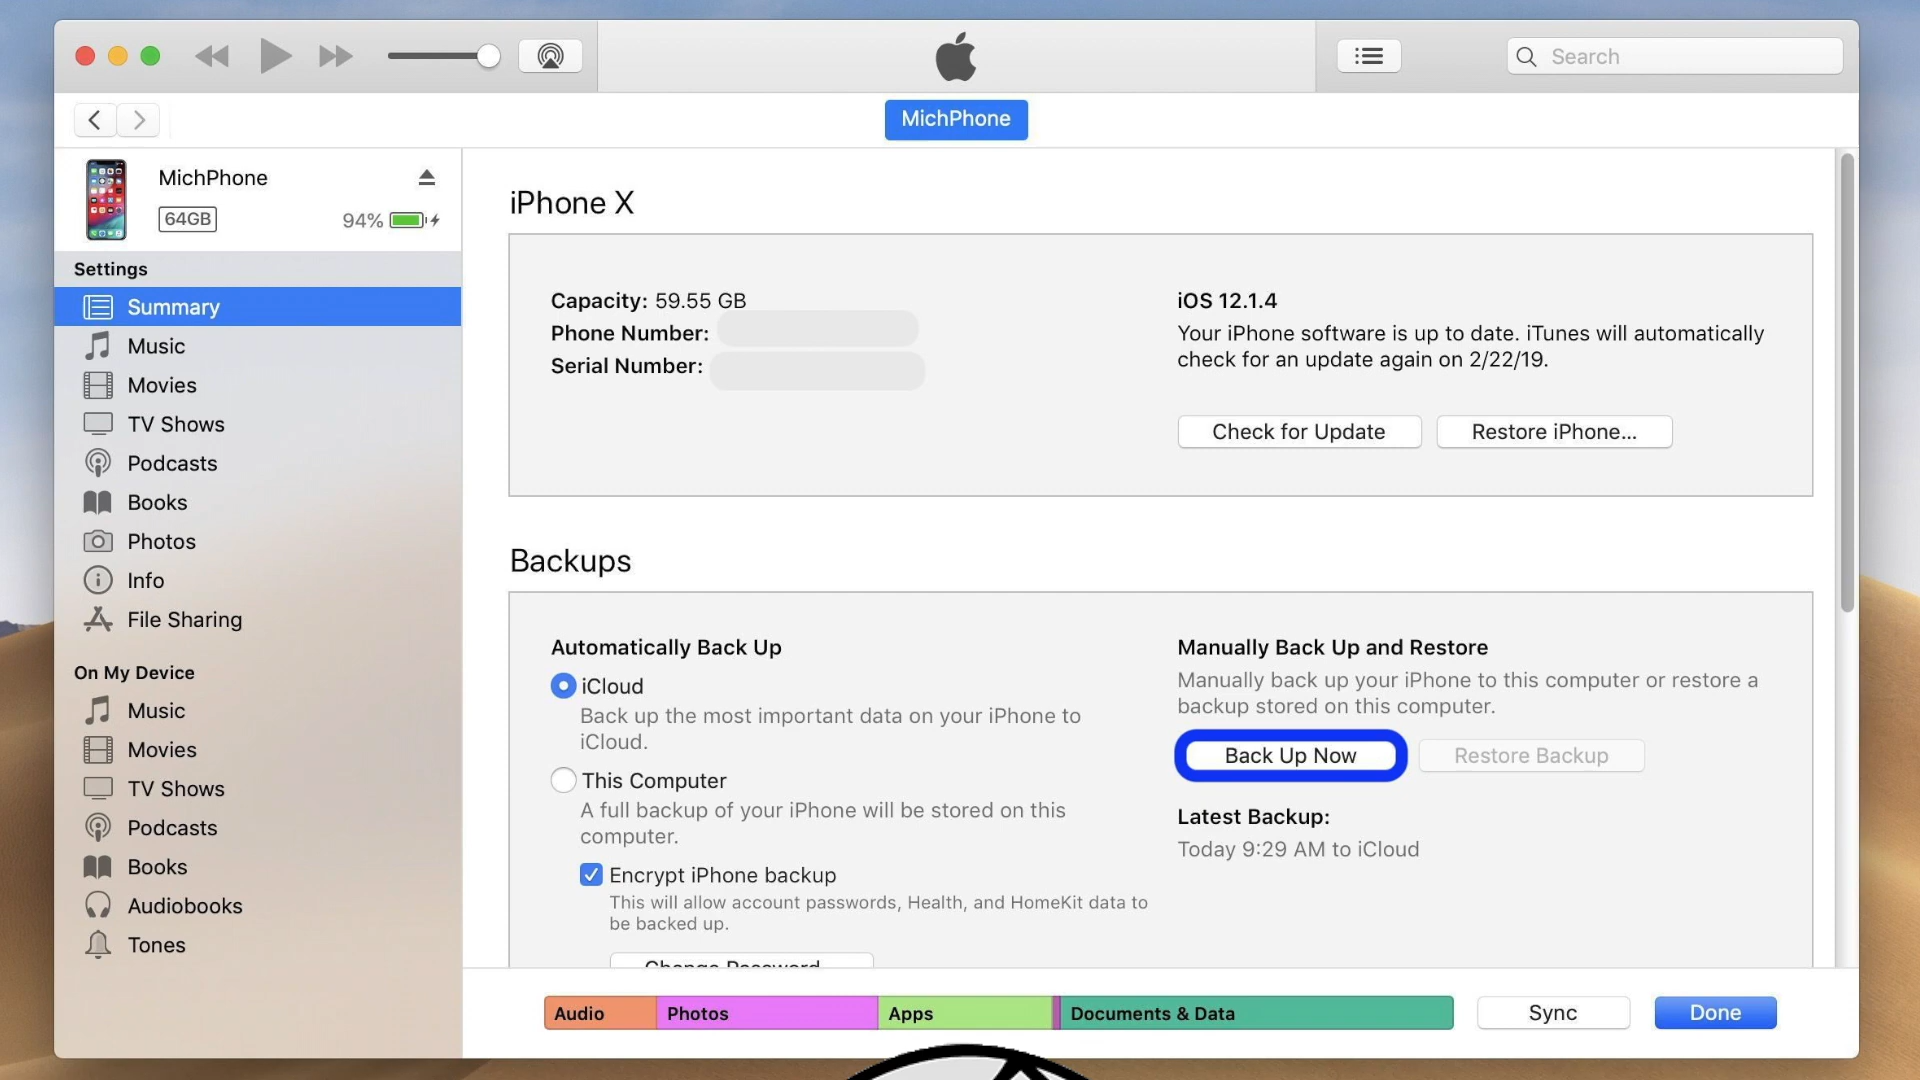 Search
MichPhone
MichPhone
64GB
94%
Settings
Summary
Music
Movies
TV Shows
Podcasts
Books
Photos
Info
File Sharing
On My Device
Music
Movies
TV Shows
Podcasts
Books
Audiobooks
Tones
iPhone X
Capacity: 59.55 GB
Phone Number:
Serial Number:
iOS 12.1.4
Your iPhone software is up to date. iTunes will automatically
check for an update again on 2/22/19.
Check for Update
Restore iPhone...
Backups
Automatically Back Up
iCloud
Back up the most important data on your iPhone to
iCloud.
This Computer
A full backup of your iPhone will be stored on this
computer.
Encrypt iPhone backup
This will allow account passwords, Health, and HomeKit data to
be backed up.
Change Password
Manually Back Up and Restore
Manually back up your iPhone to this computer or restore a
backup stored on this computer.
Back Up Now
Restore Backup
Latest Backup:
Today 9:29 AM to iCloud
Audio
Photos
Apps
Documents & Data
Sync
Done